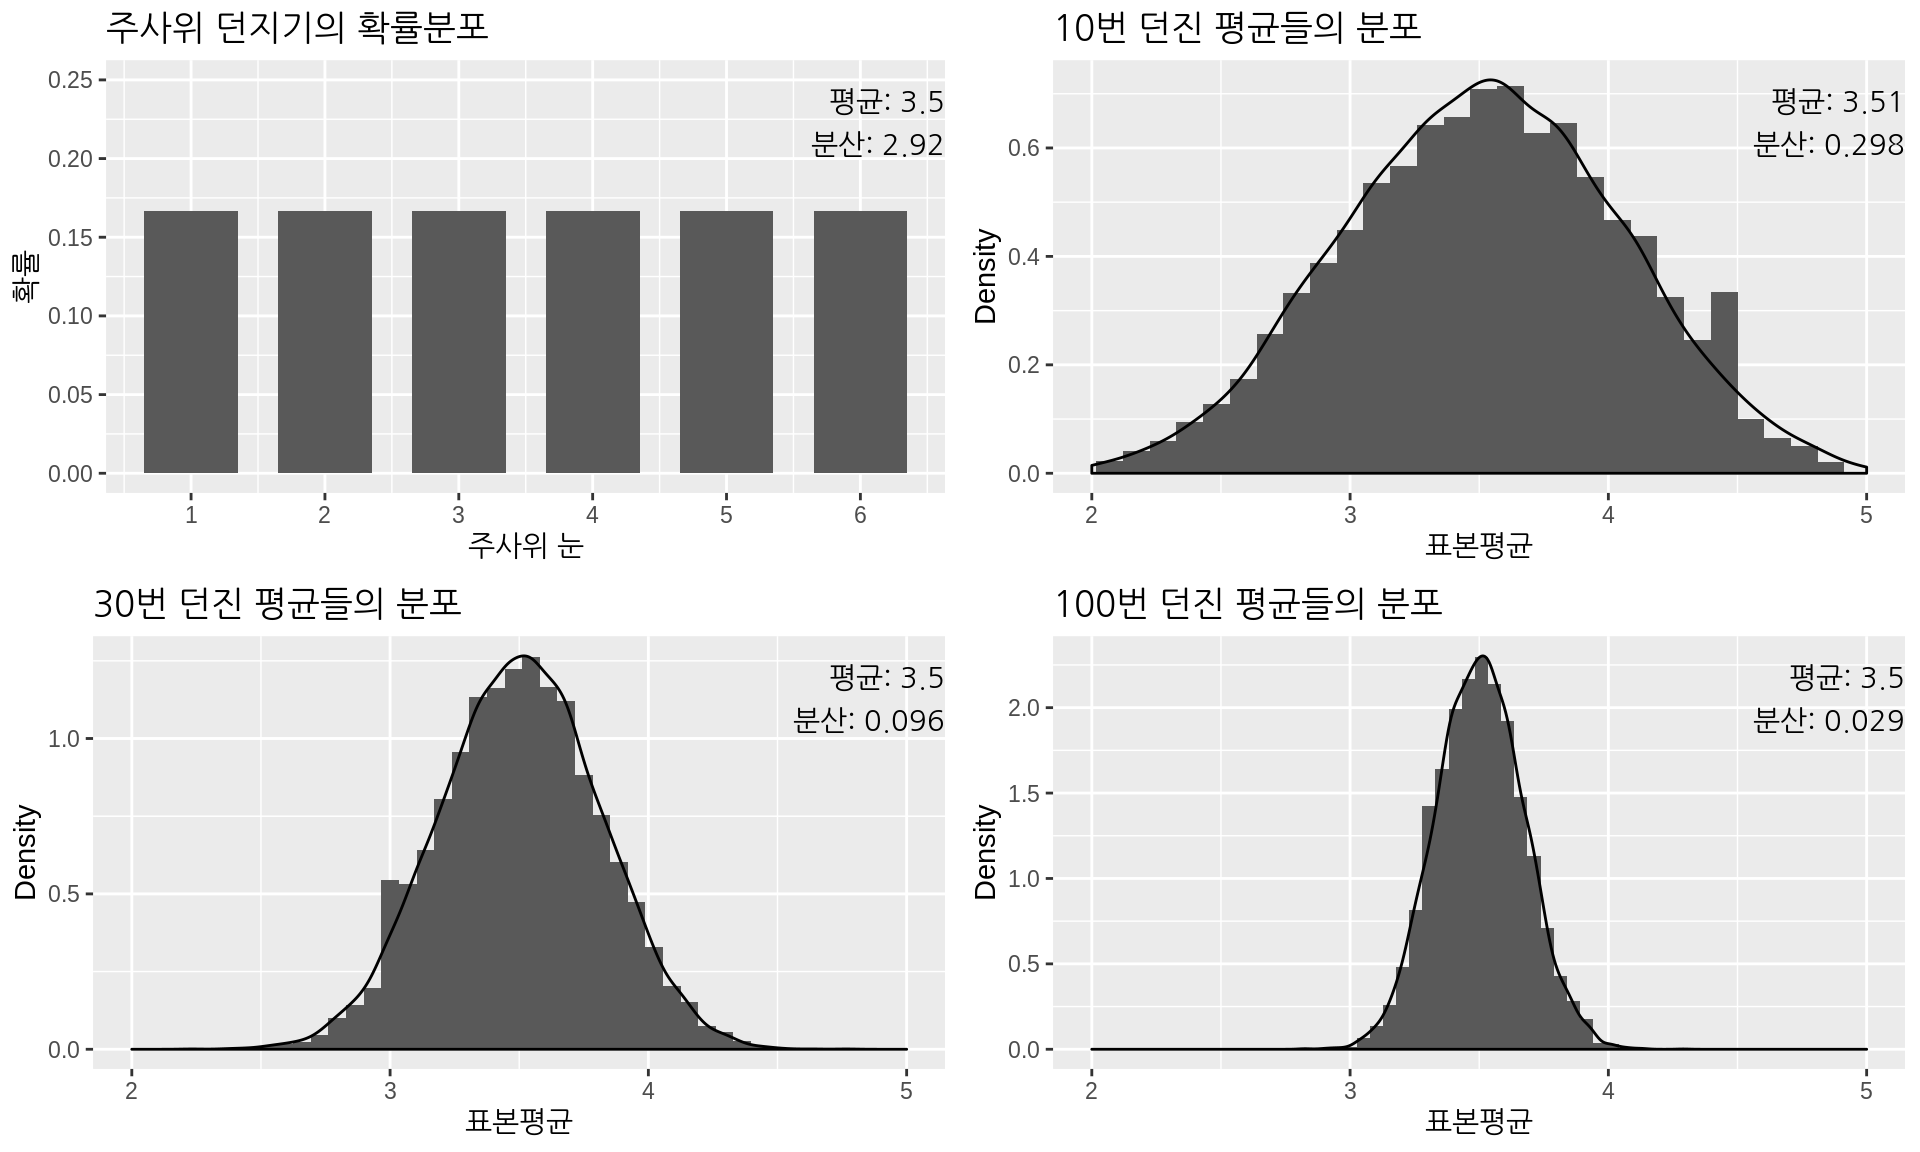 주사위 던지기의 확률분포
확률
0.25
0.20
0.15
0.10
0.05
0.00
평균: 3.5
분산: 2.92
1 2 3 4 5 6
주사위 눈
10번 던진 평균들의 분포
Density
0.6
0.4
0.2
0.0
평균: 3.51
분산: 0.298
2 3 4 5
표본평균
30번 던진 평균들의 분포
Density
1.0
0.5
0.0
평균: 3.5
분산: 0.096
2 3 4 5
표본평균
100번 던진 평균들의 분포
Density
2.0
1.5
1.0
0.5
0.0
평균: 3.5
분산: 0.029
2 3 4 5
표본평균